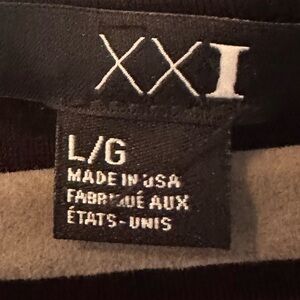 XXI
L/G
MADE IN USA
FABRIQUÉ AUX
ÉTATS-UNIS